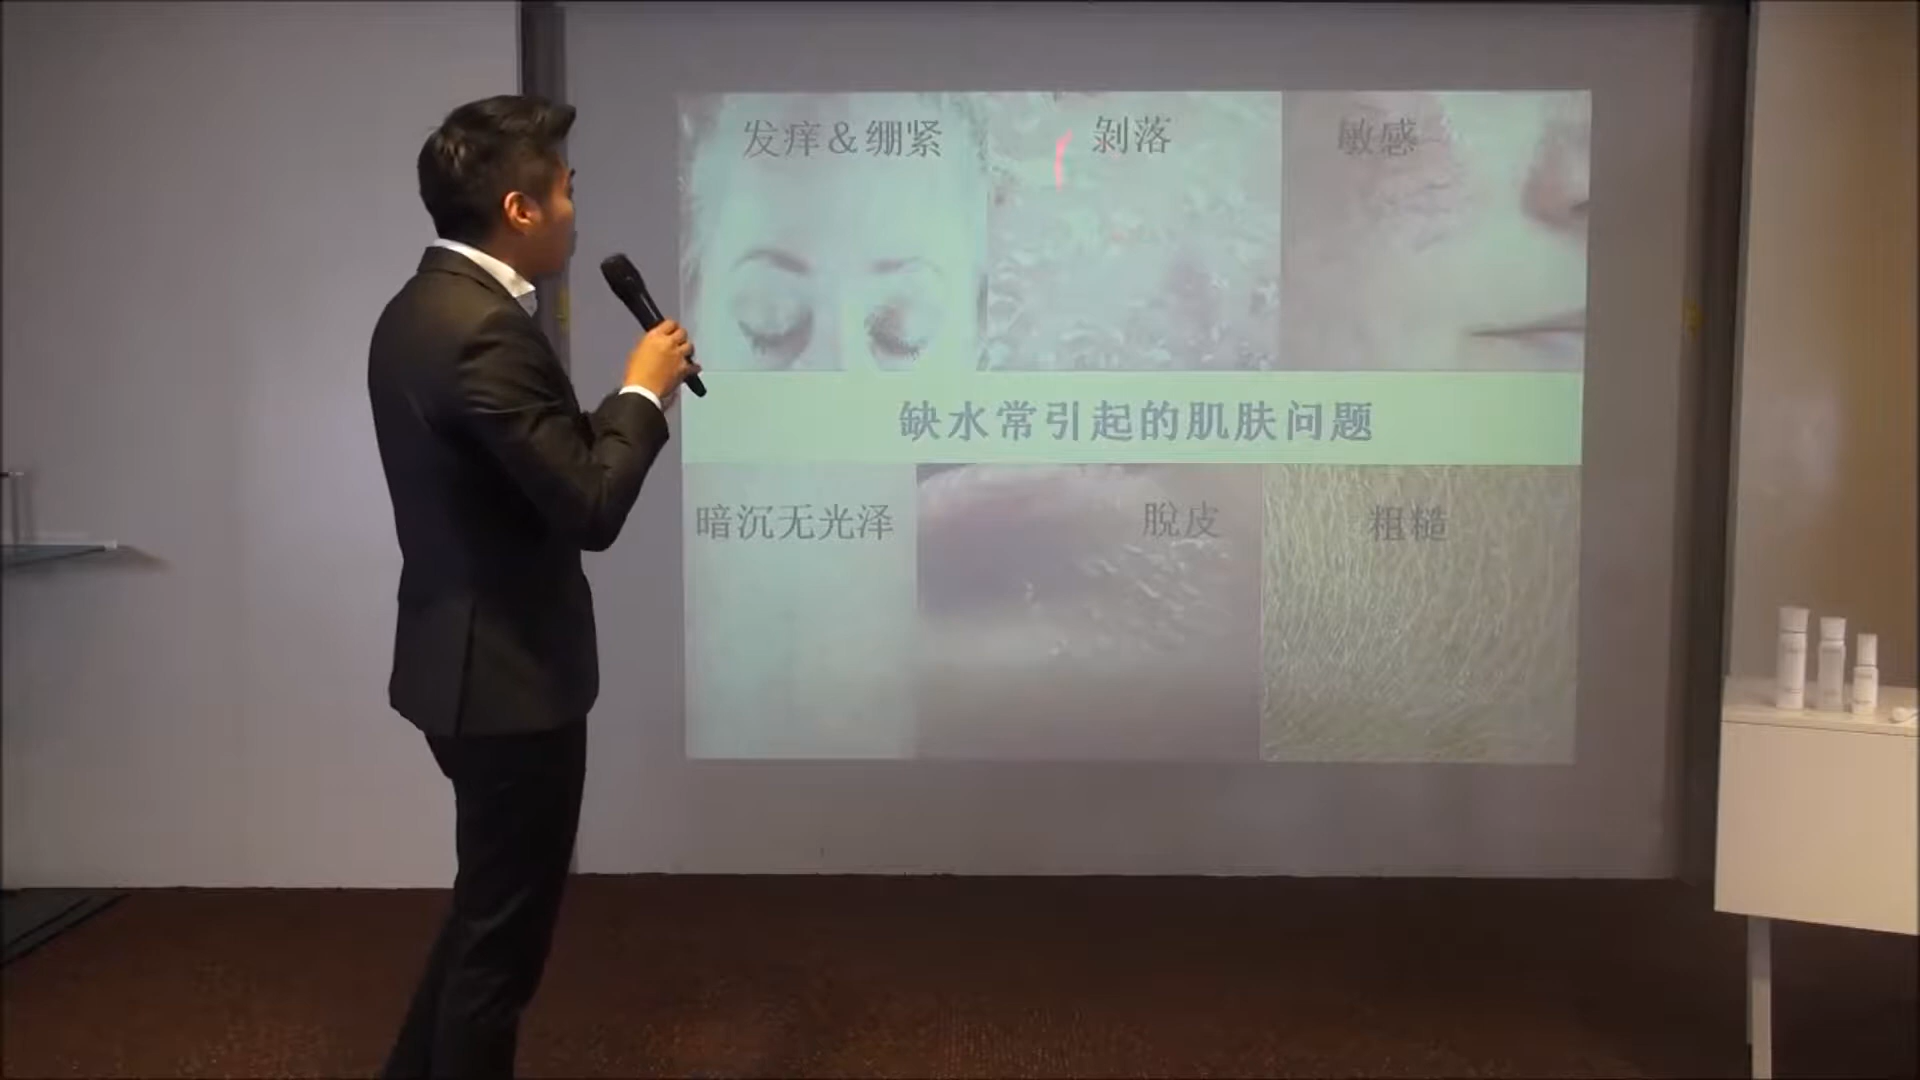 发痒＆绷紧
剥落
敏感
缺水常引起的肌肤问题
暗沉无光泽
脫皮
粗糙